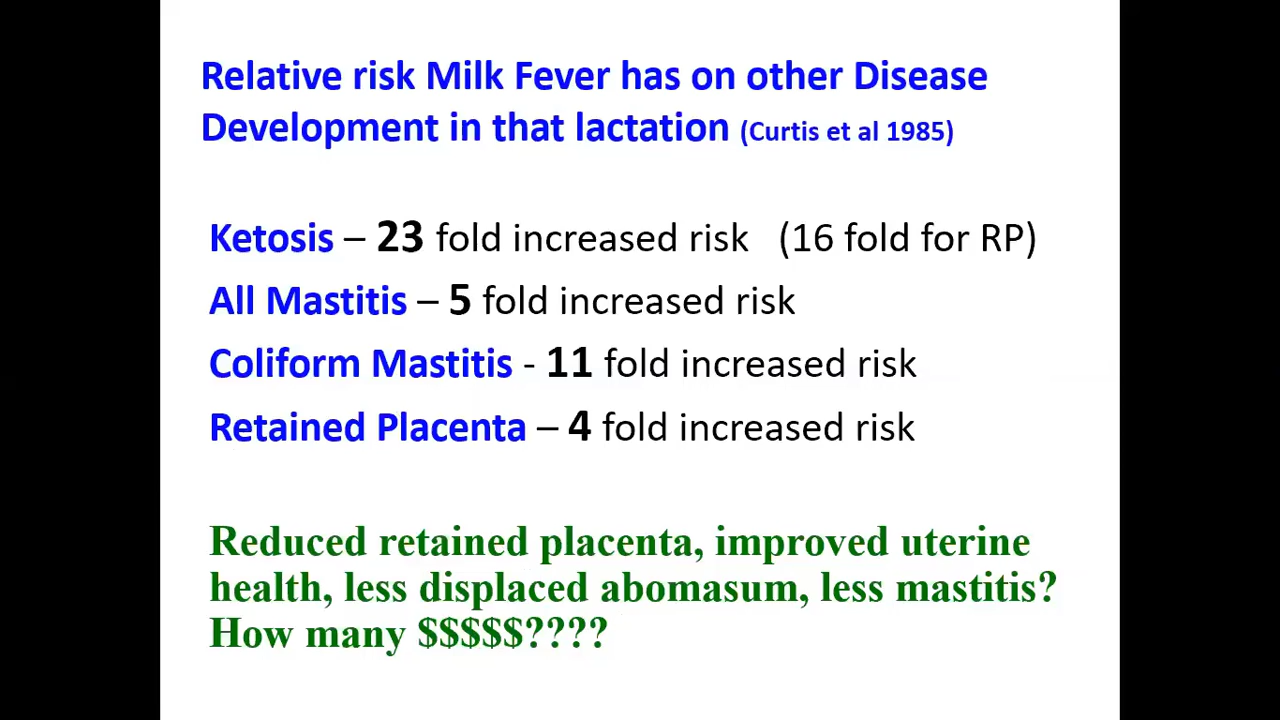 Relative risk Milk Fever has on other Disease
Development in that lactation (Curtis et al 1985)
Ketosis – 23 fold increased risk (16 fold for RP)
All Mastitis – 5 fold increased risk
Coliform Mastitis - 11 fold increased risk
Retained Placenta – 4 fold increased risk
Reduced retained placenta, improved uterine
health, less displaced abomasum, less mastitis?
How many $$$$$????